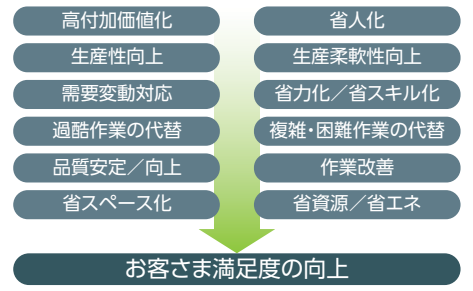 高付加価値化
省人化
生産性向上
生産柔軟性向上
需要変動対応
省力化／省スキル化
過酷作業の代替
複雑・困難作業の代替
品質安定／向上
作業改善
省スペース化
省資源／省エネ
お客さま満足度の向上